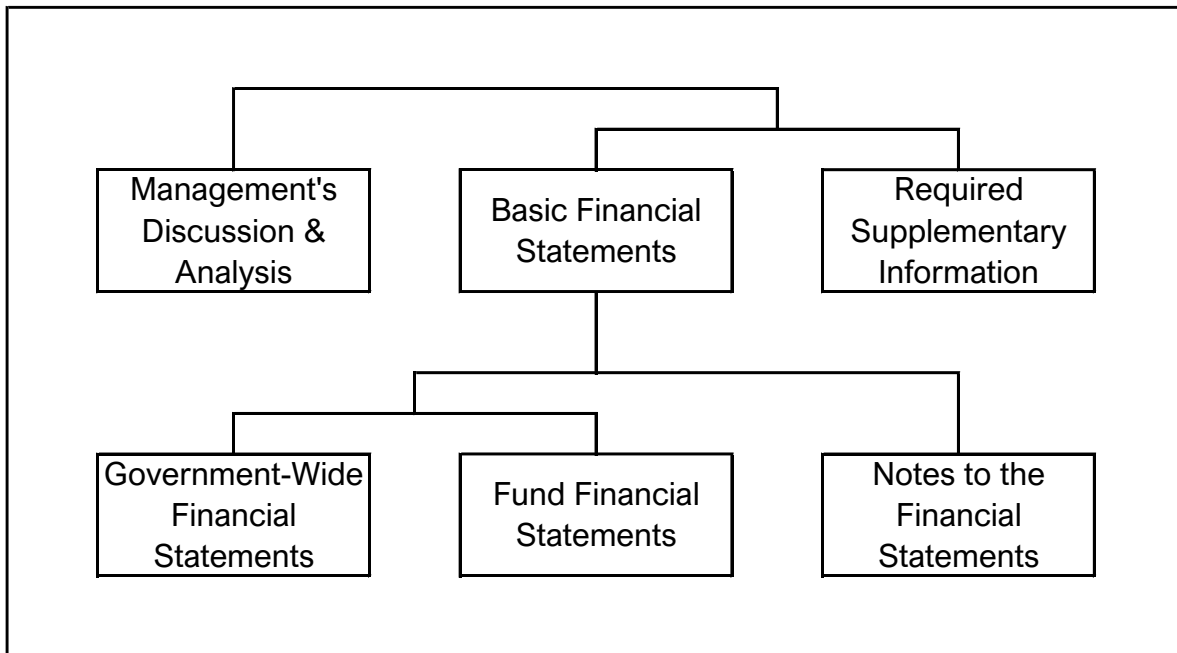 Management's
Discussion &
Analysis
Basic Financial
Statements
Required
Supplementary
Information
Government-Wide
Financial
Statements
Fund Financial
Statements
Notes to the
Financial
Statements